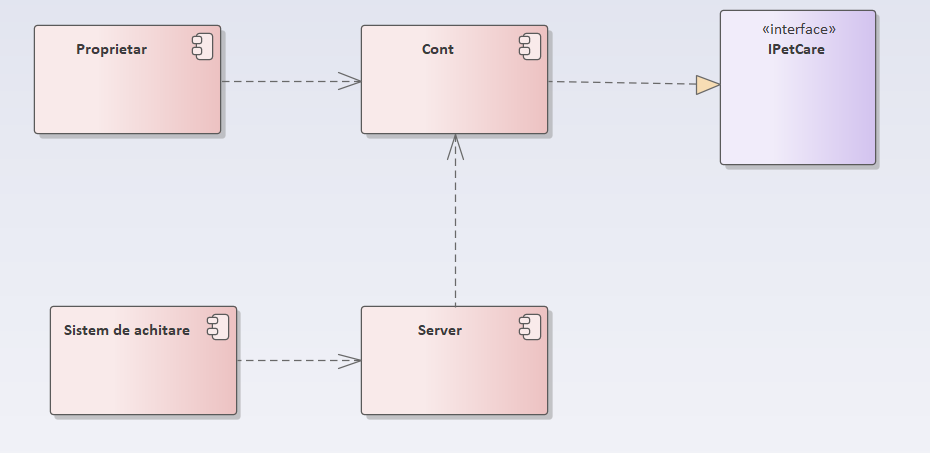 Proprietar
Cont
«interface»
IPetCare
Sistem de achitare
Server